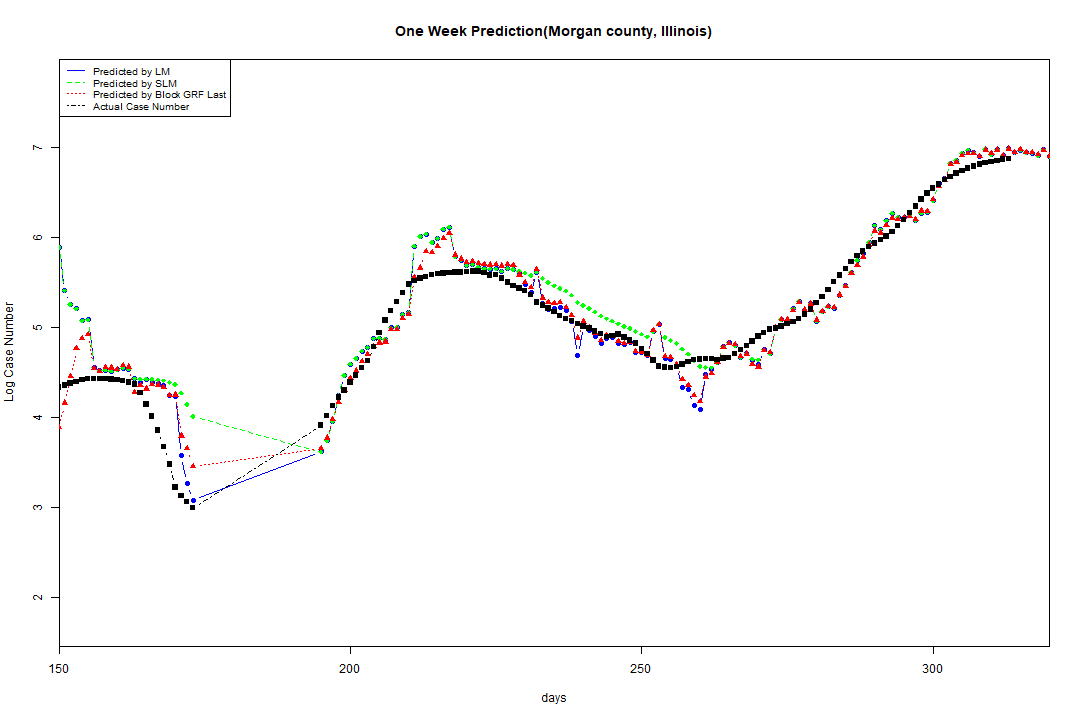 One Week Prediction(Morgan county, Illinois)
Predicted by LM
Predicted by SLM
Predicted by Block GRF Last
Actual Case Number
7
6
5
4
3
2
Log Case Number
150 200 250 300
days